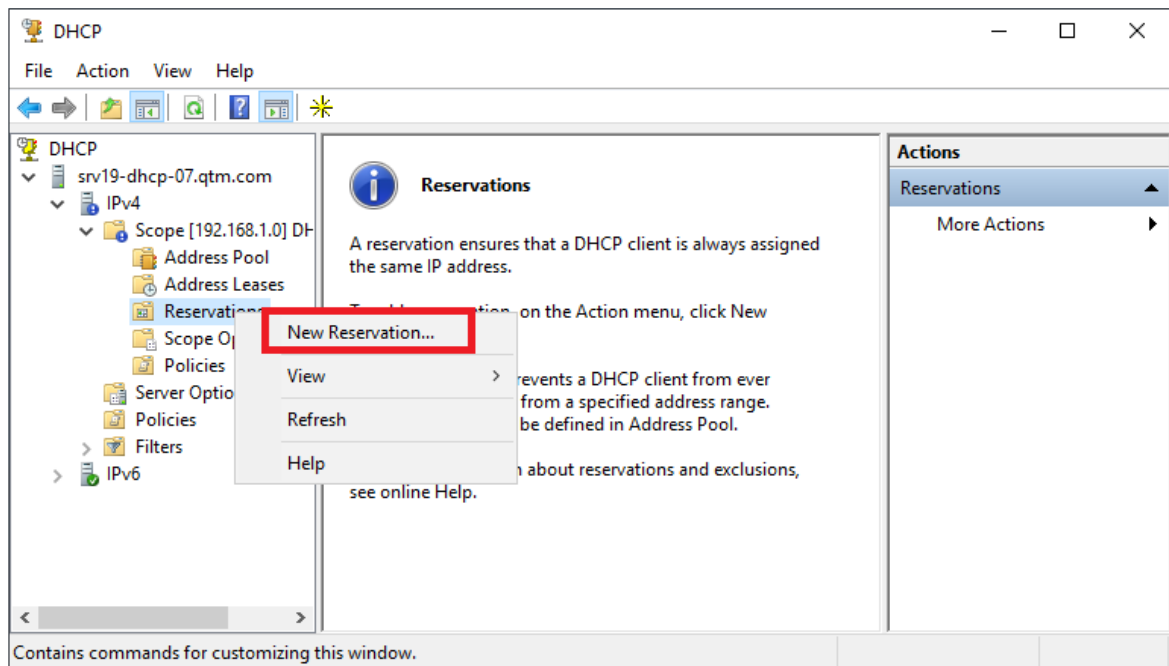 DHCP
File Action View Help
DHCP
srv19-dhcp-07.qtm.com
IPv4
Scope [192.168.1.0] DH
Address Pool
Address Leases
Reservations
Scope Op
Policies
Server Optio
Policies
Filters
IPv6
New Reservation...
View
Refresh
Help
Reservations
A reservation ensures that a DHCP client is always assigned
the same IP address.
on the Action menu, click New
revents a DHCP client from ever
from a specified address range.
be defined in Address Pool.
about reservations and exclusions,
see online Help.
Actions
Reservations
More Actions
Contains commands for customizing this window.